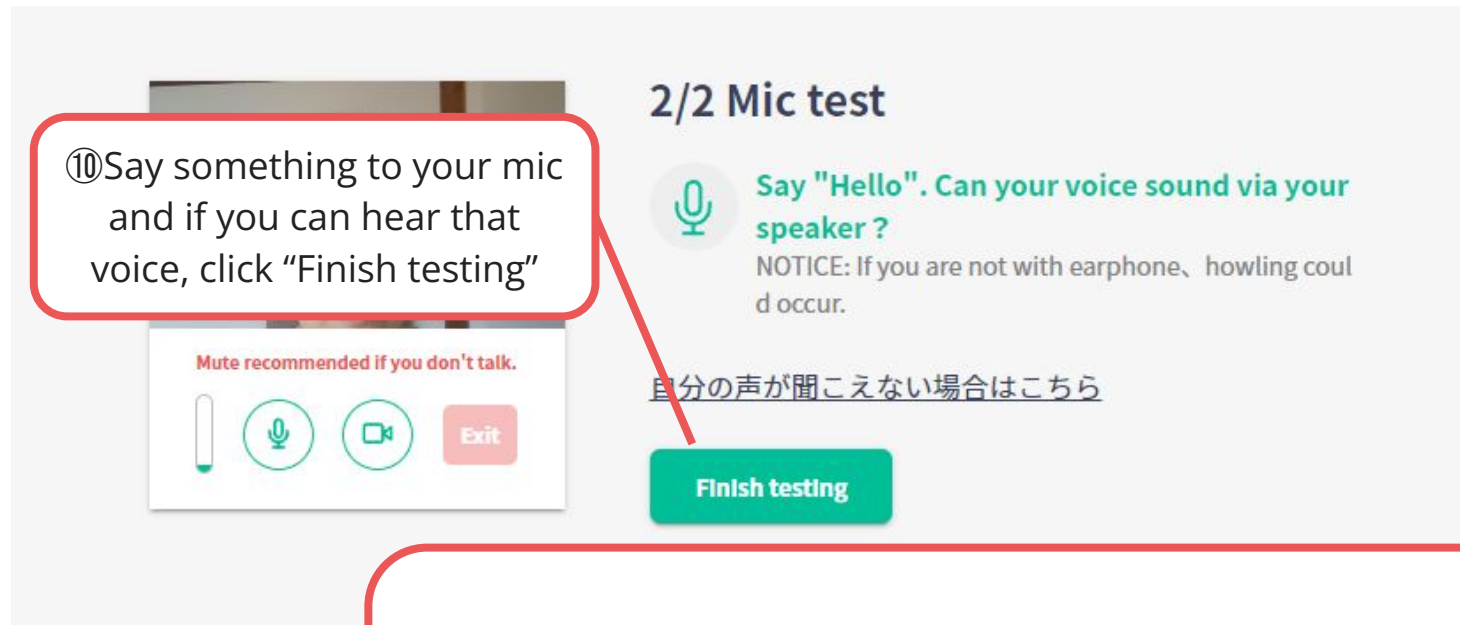 2/2 Mic test
⑩Say something to your mic
and if you can hear that
voice, click “Finish testing”
Say "Hello". Can your voice sound via your
speaker？
NOTICE: If you are not with earphone、howling coul
d occur.
Mute recommended if you don't talk.
Exit
自分の声が聞こえない場合はこちら
Finish testing